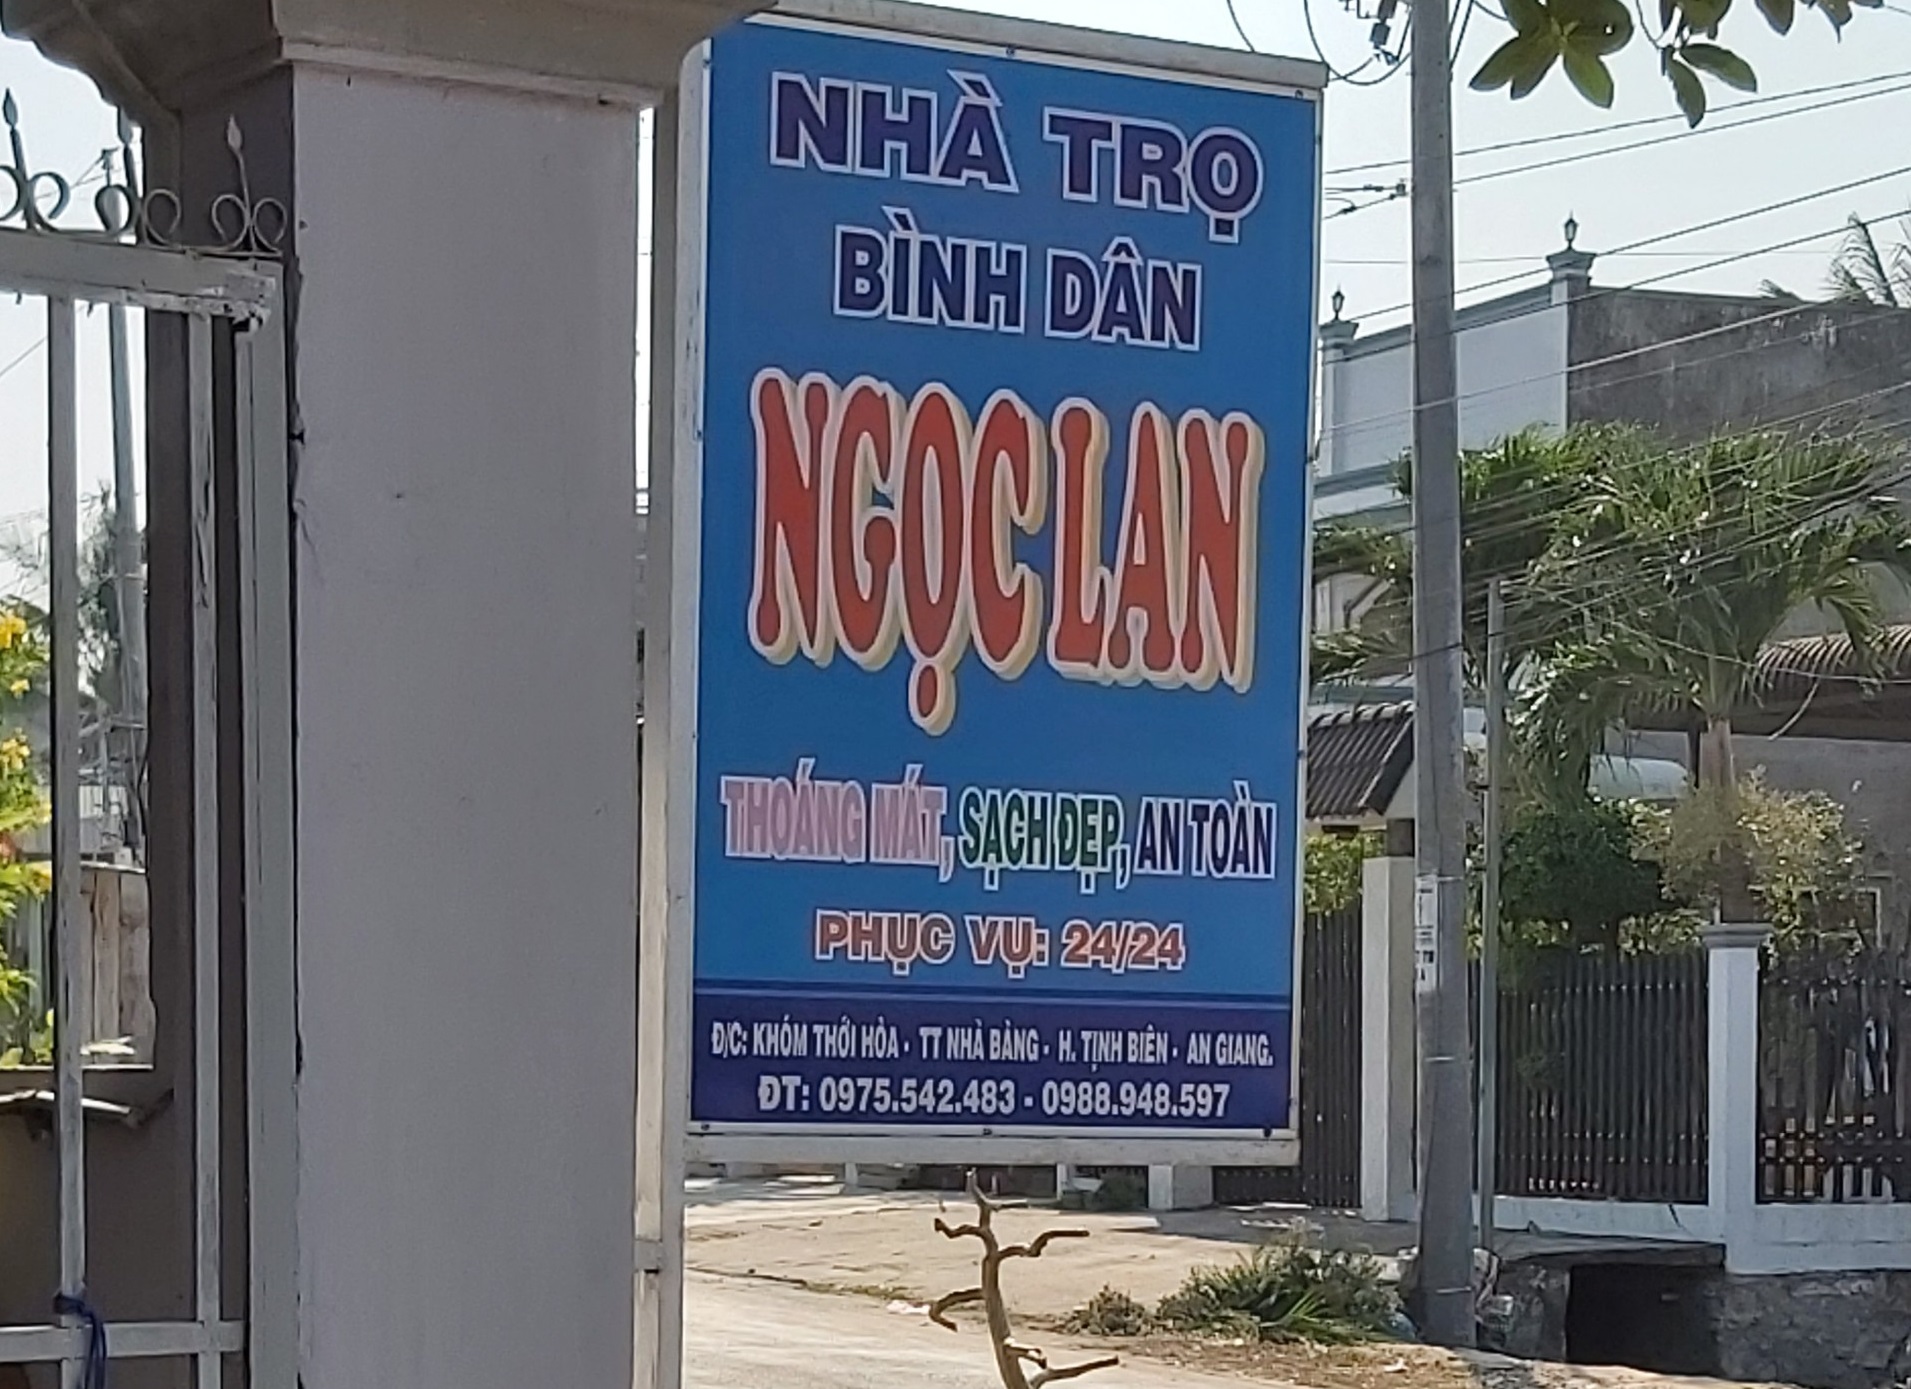 NHÀ TRỌ
BÌNH DÂN
NGỌC LAN
THOÁNG MÁT, SẠCH ĐẸP, AN TOÀN
PHỤC VỤ: 24/24
Đ/C: KHÓM THỚI HÒA - TT NHÀ BÀNG - H. TỊNH BIÊN - AN GIANG.
ĐT: 0975.542.483 - 0988.948.597